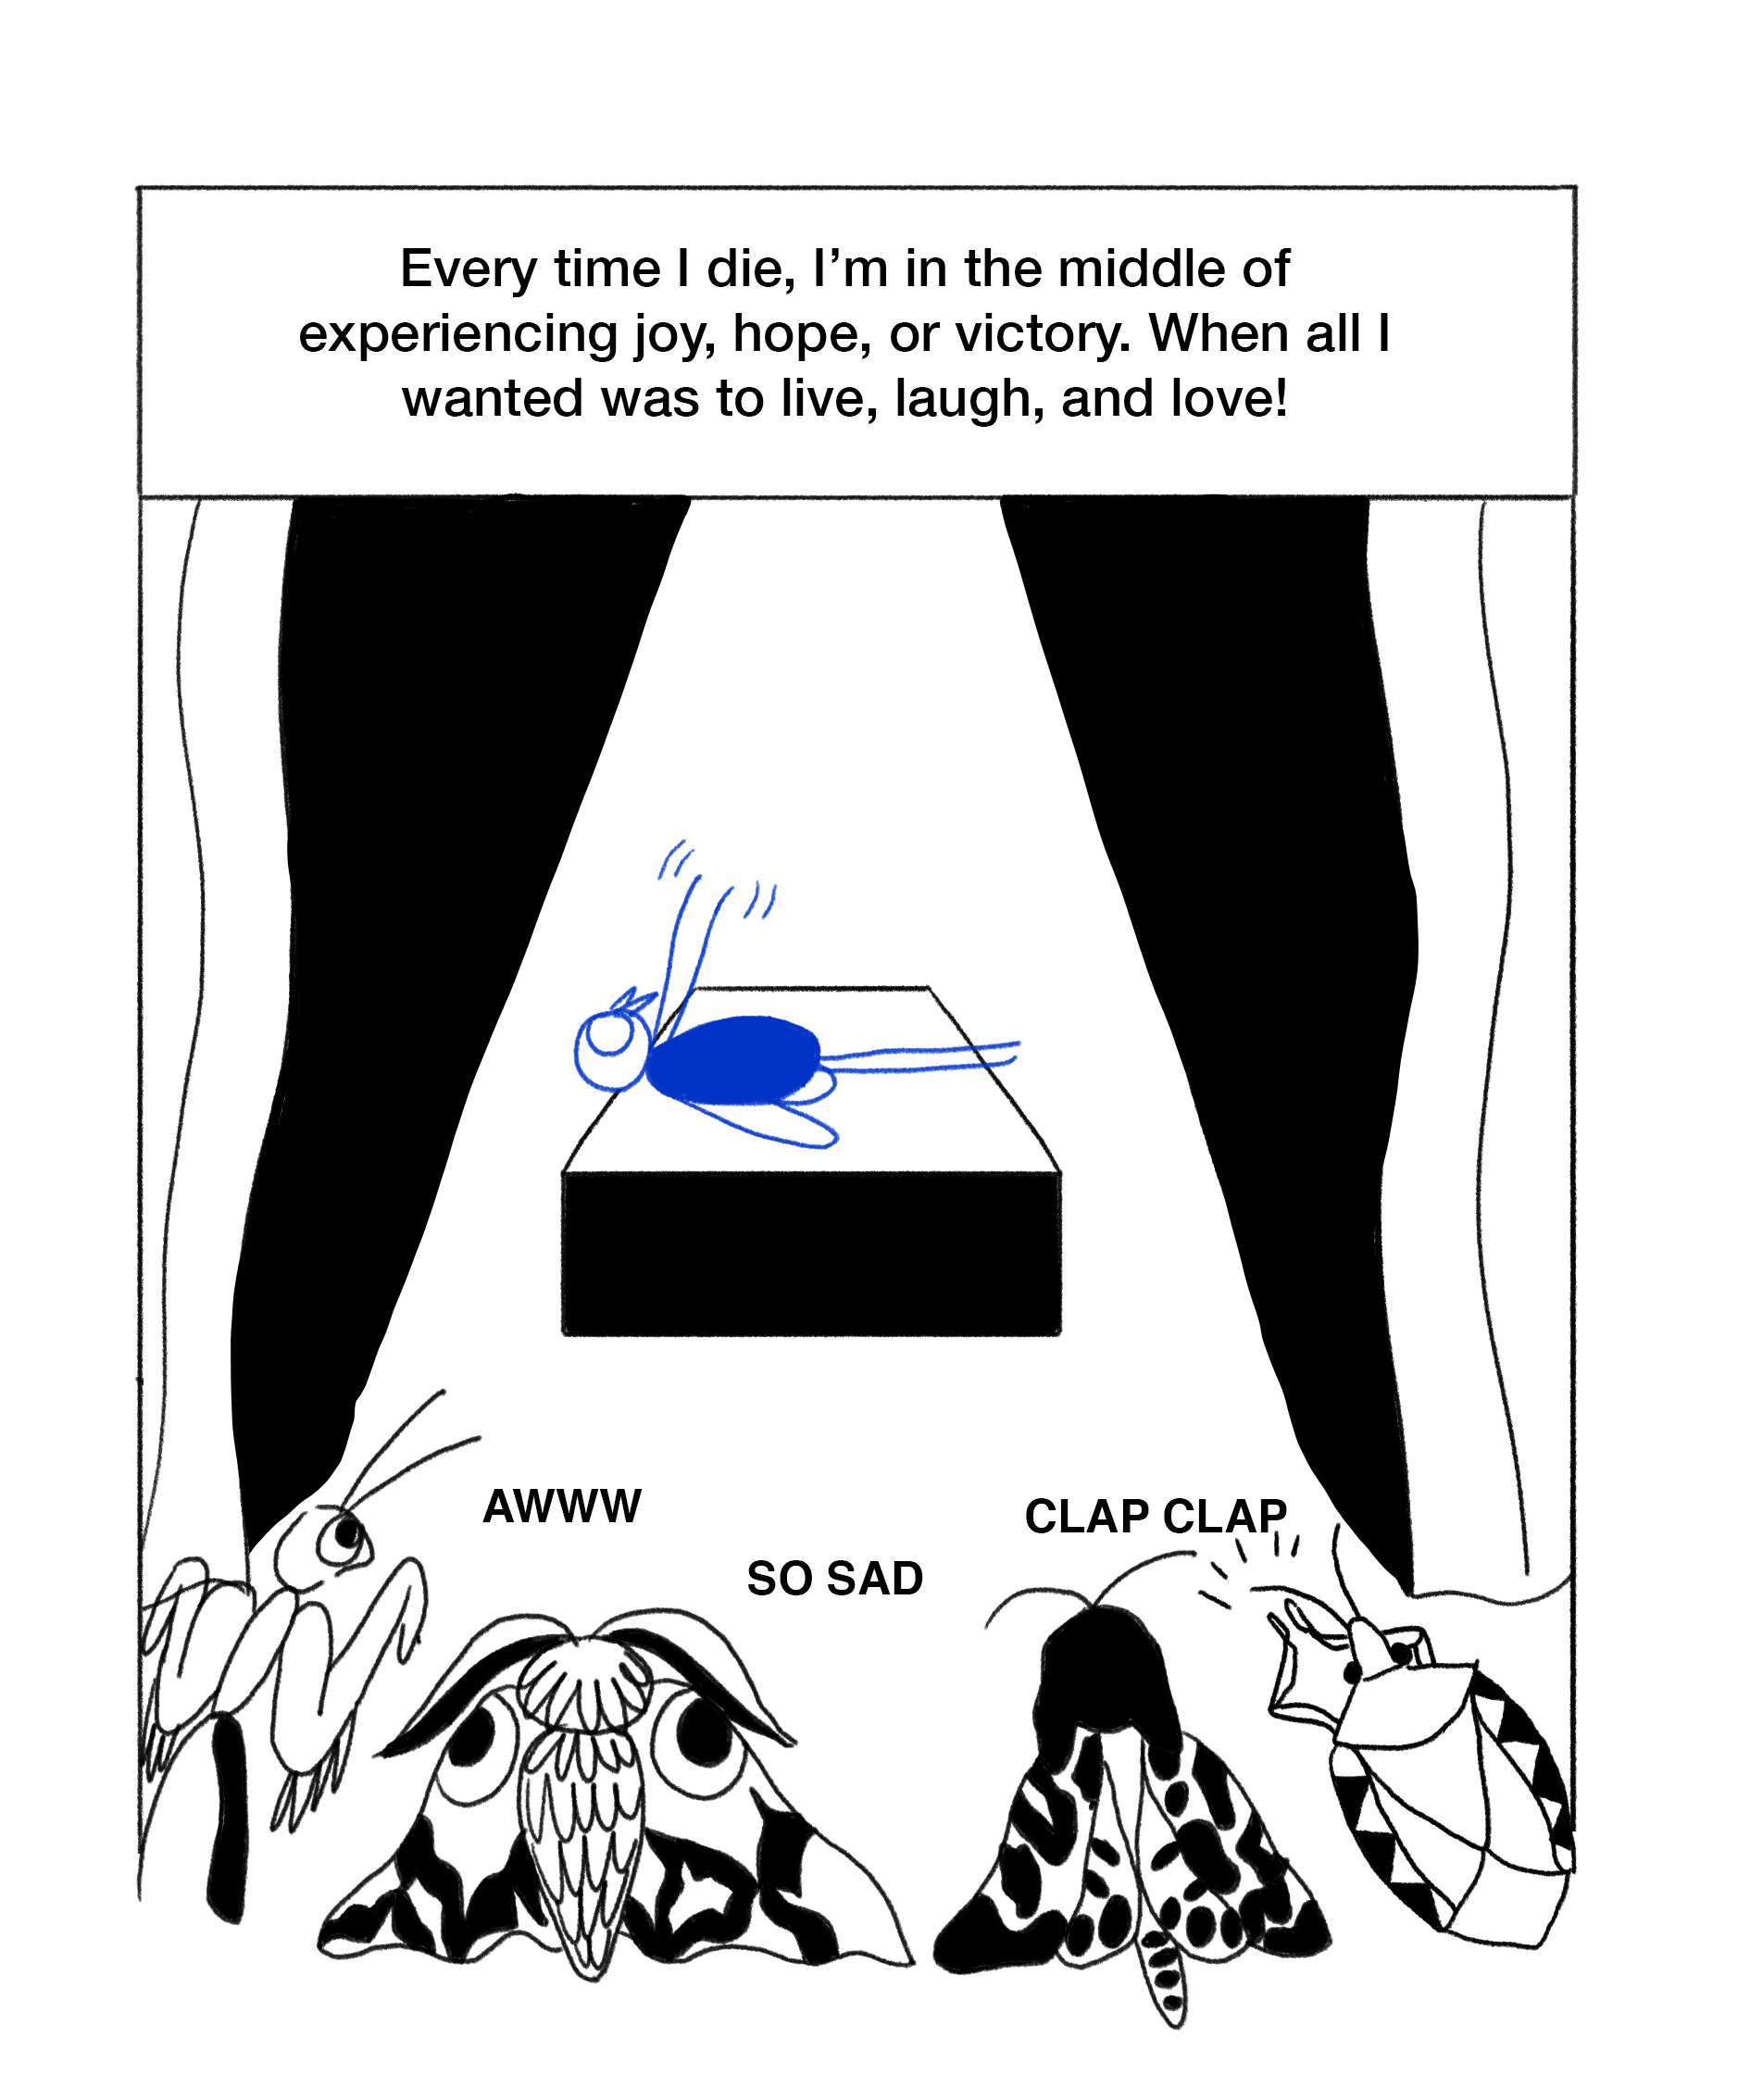 Every time I die, I’m in the middle of
experiencing joy, hope, or victory. When all I
wanted was to live, laugh, and love!
AWWW
CLAP CLAP
SO SAD